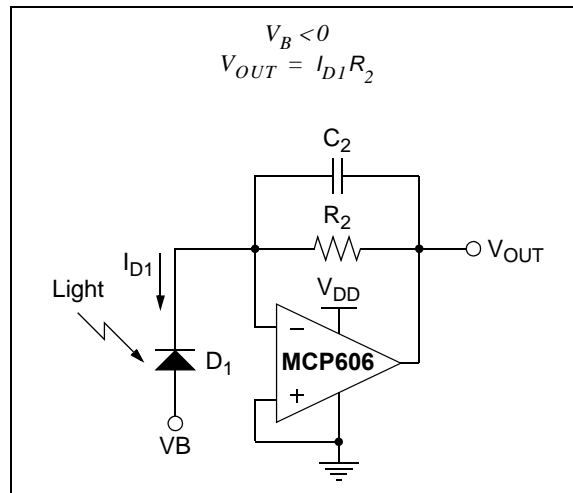 V_B < 0
V_OUT = I_D1 R_2
C_2
R_2
V_OUT
I_D1
V_DD
Light
D_1
−
MCP606
+
VB